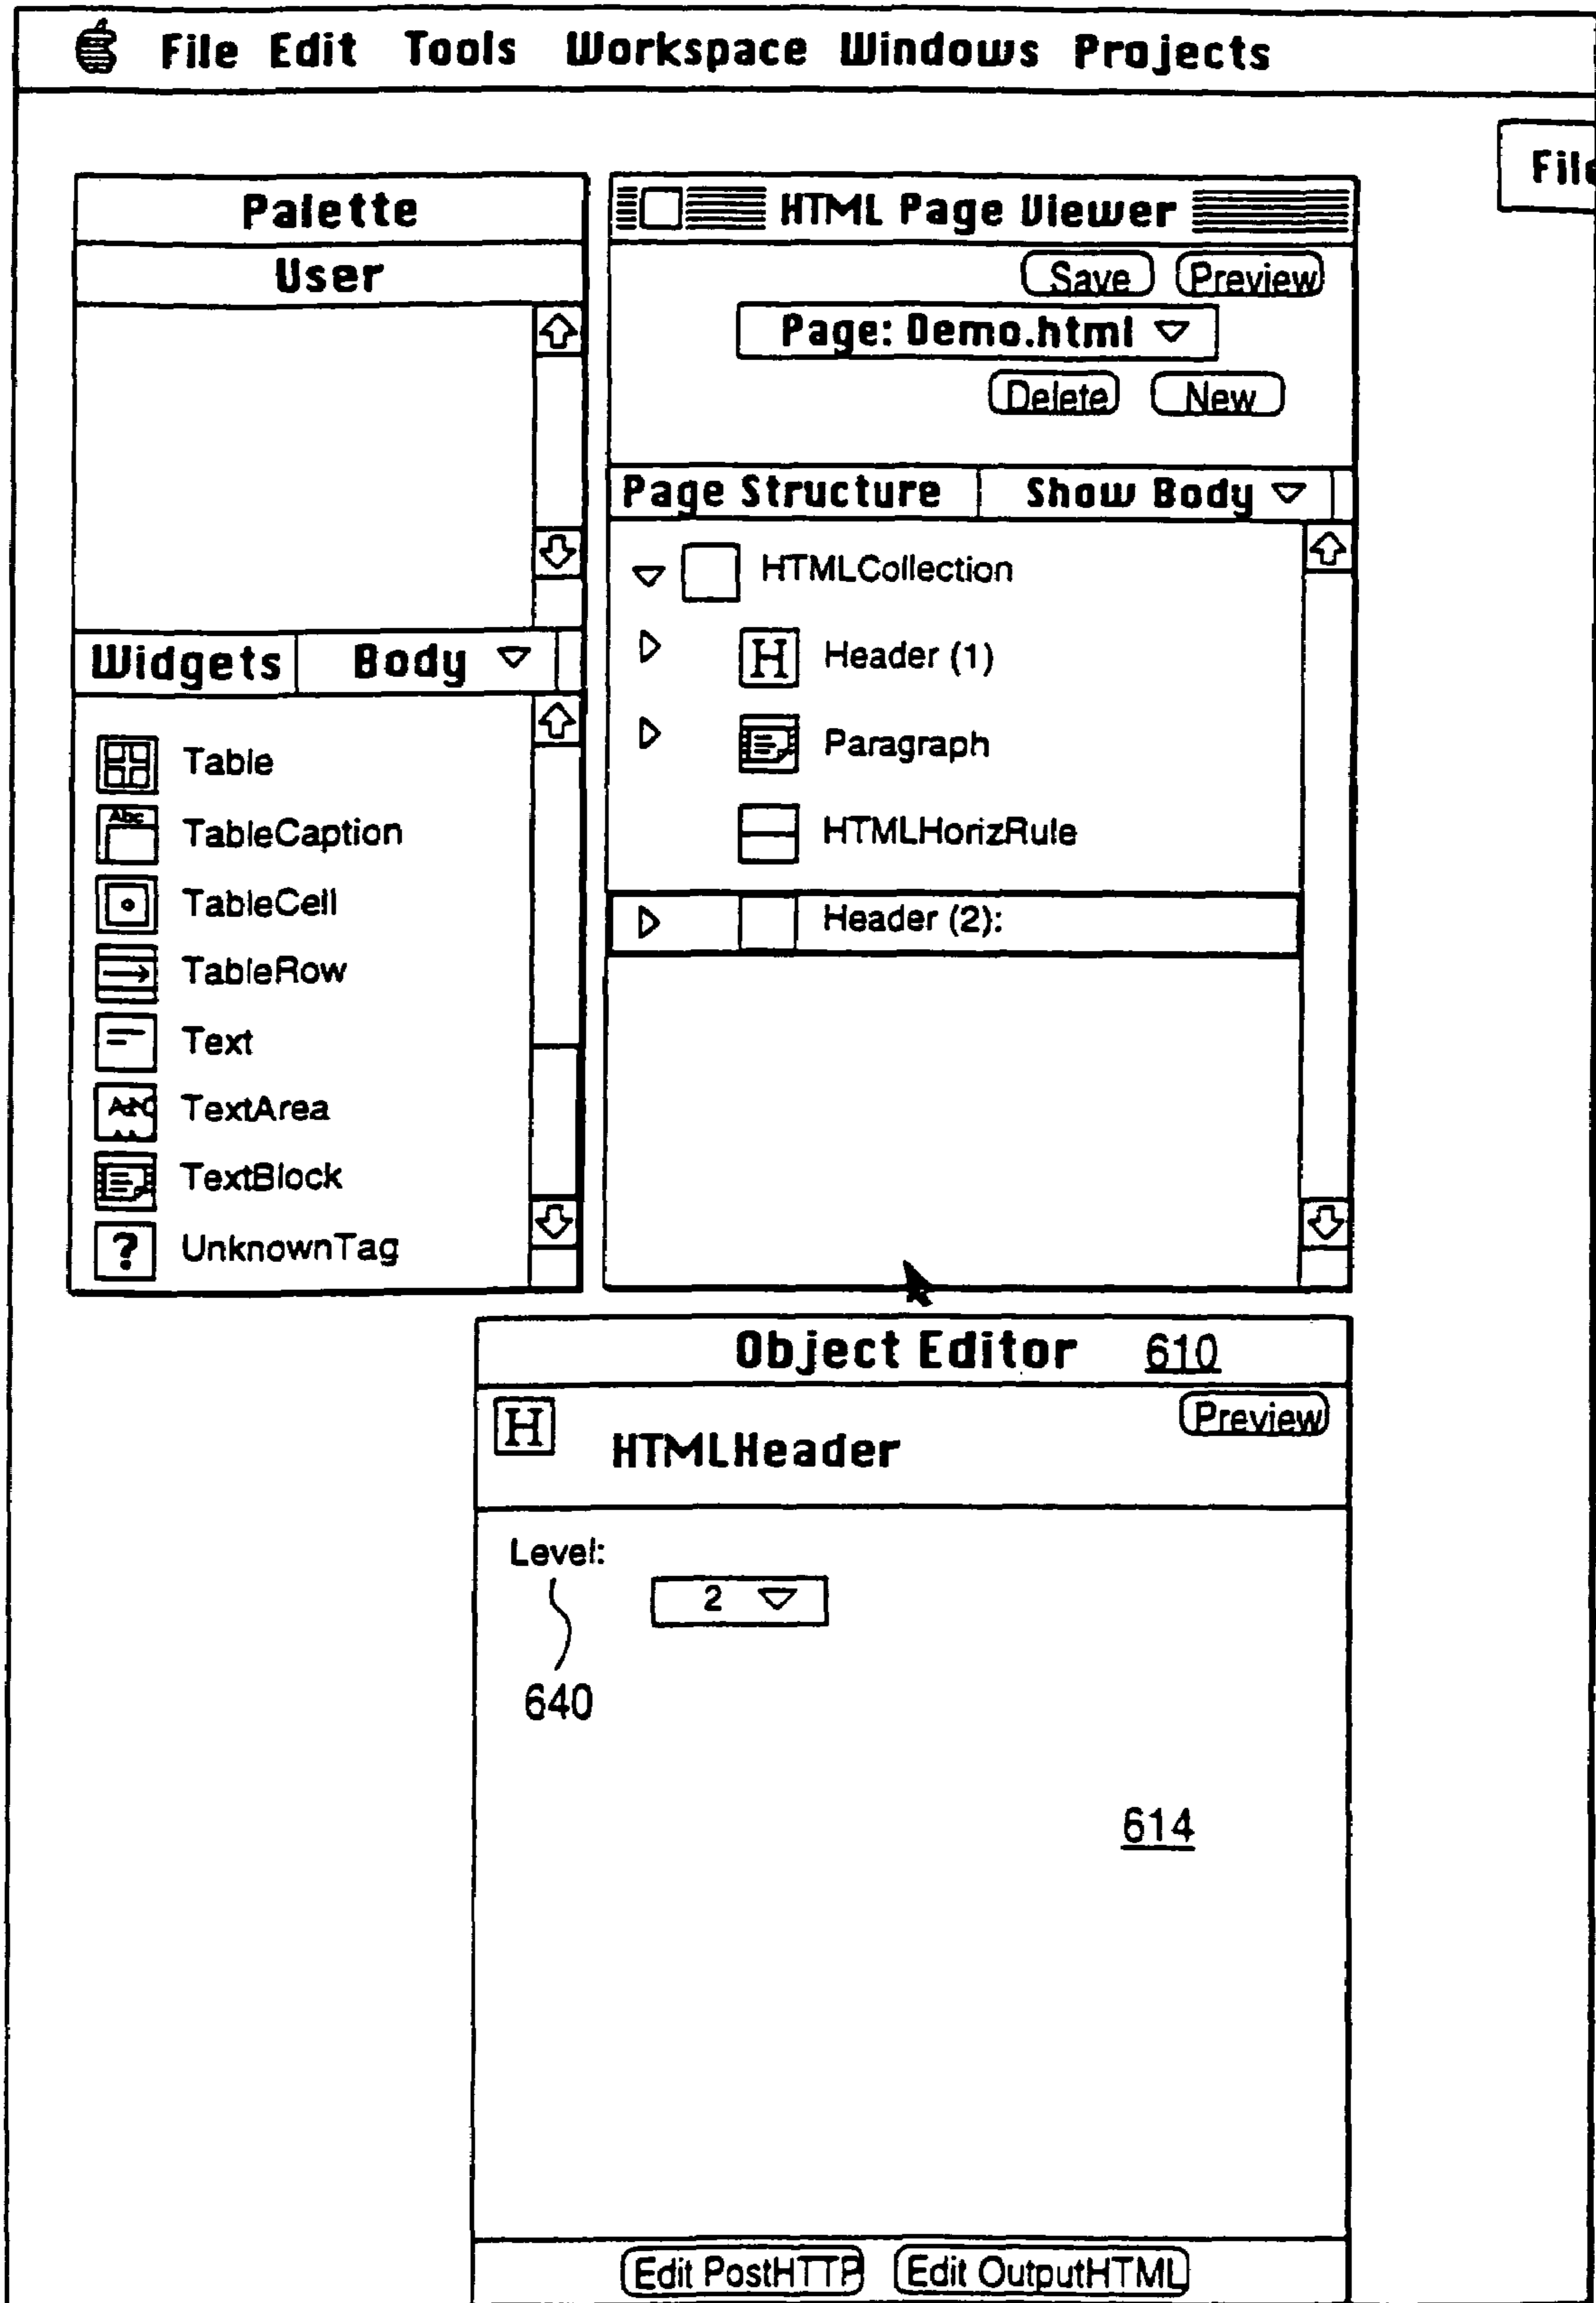 File Edit Tools Workspace Windows Projects
File
Palette
User
Widgets Body
Table
Abc
TableCaption
TableCell
TableRow
Text
TextArea
TextBlock
? UnknownTag
HTML Page Viewer
Save Preview
Page: Demo.html
Delete New
Page Structure Show Body
HTMLCollection
H Header (1)
Paragraph
HTMLHorizRule
Header (2):
Object Editor 610
H HTMLHeader Preview
Level:
2
640
614
Edit PostHTTP Edit OutputHTML